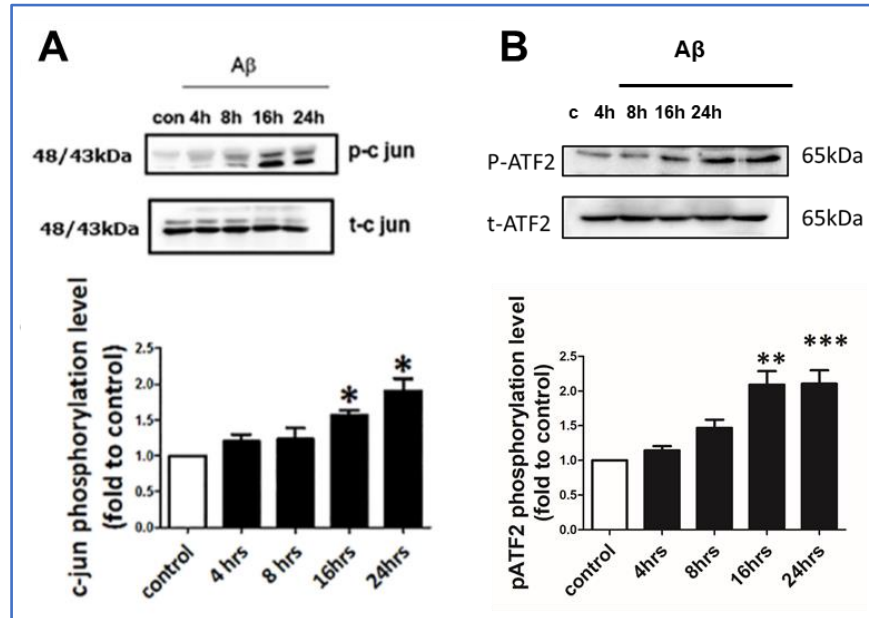 A
Aβ
con 4h 8h 16h 24h
48/43kDa
p-c jun
48/43kDa
t-c jun
c-jun phosphorylation level
(fold to control)
2.5
2.0
1.5
1.0
0.5
0.0
control
4 hrs
8 hrs
16hrs
24hrs
*
*
B
Aβ
c 4h 8h 16h 24h
P-ATF2
65kDa
t-ATF2
65kDa
pATF2 phosphorylation level
(fold to control)
2.5
2.0
1.5
1.0
0.5
0.0
control
4hrs
8hrs
16hrs
24hrs
**
***